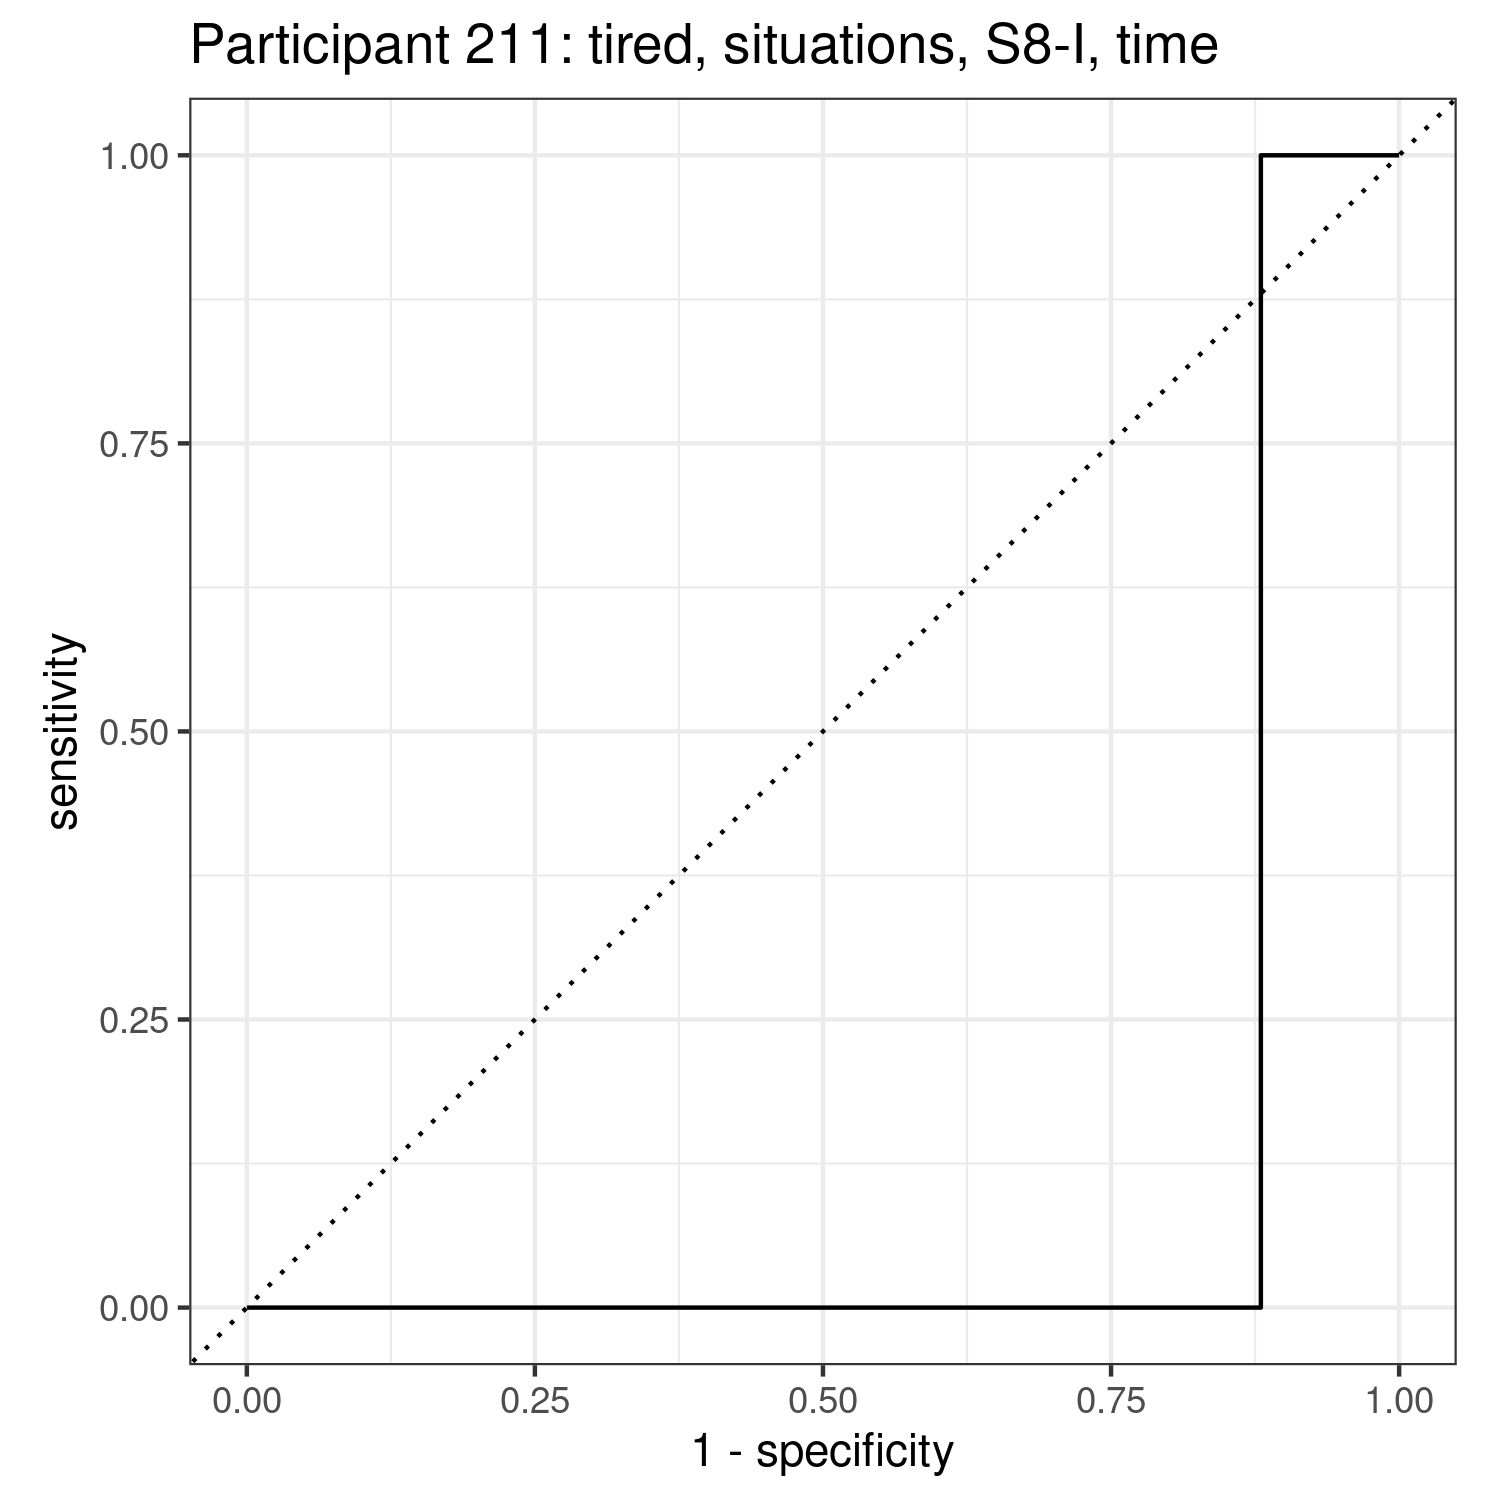 Participant 211: tired, situations, S8-I, time
1.00
0.75
0.50
0.25
0.00
sensitivity
0.00 0.25 0.50 0.75 1.00
1 - specificity